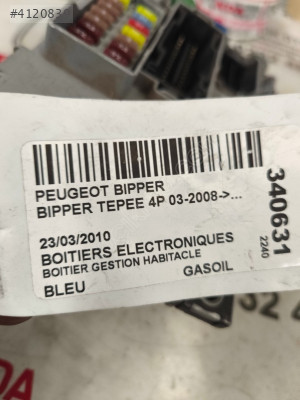 #412083
PEUGEOT BIPPER
BIPPER TEPEE 4P 03-2008->...
23/03/2010
BOITIERS ELECTRONIQUES
BOITIER GESTION HABITACLE
GASOIL
BLEU
340631
2240